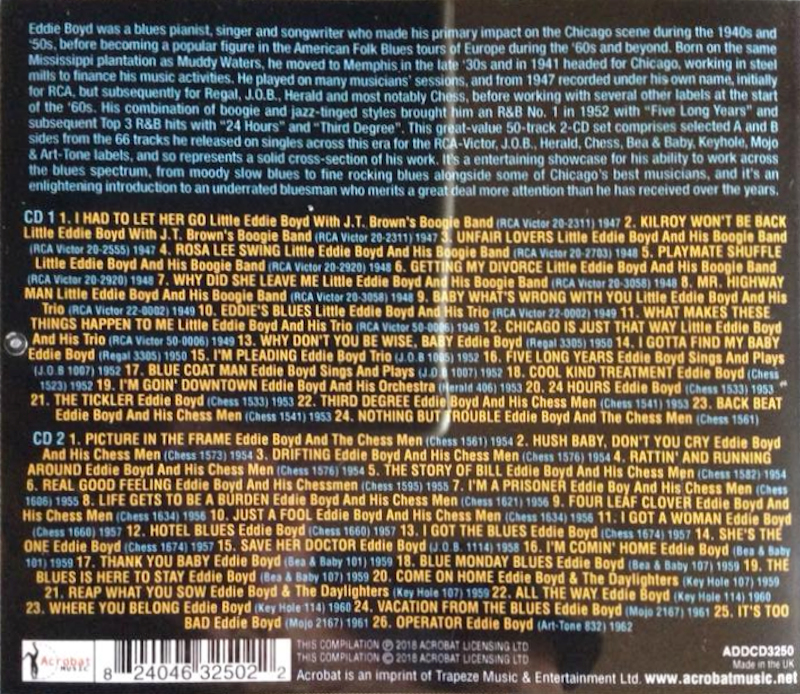 Eddie Boyd was a blues pianist, singer and songwriter who made his primary impact on the Chicago scene during the 1940s and
'50s, before becoming a popular figure in the American Folk Blues tours of Europe during the '60s and beyond. Born on the same
Mississippi plantation as Muddy Waters, he moved to Memphis in the late '30s and in 1941 headed for Chicago, working in steel
mills to finance his music activities. He played on many musicians' sessions, and from 1947 recorded under his own name, initially
for RCA, but subsequently for Regal, J.O.B., Herald and most notably Chess, before working with several other labels at the start
of the '60s. His combination of boogie and jazz-tinged styles brought him an R&B No. 1 in 1952 with "Five Long Years" and
subsequent Top 3 R&B hits with "24 Hours" and "Third Degree". This great-value 50-track 2-CD set comprises selected A and B
sides from the 66 tracks he released on singles across this era for the RCA-Victor, J.O.B., Herald, Chess, Bea & Baby, Keyhole, Mojo
& Art-Tone labels, and so represents a solid cross-section of his work. It's a entertaining showcase for his ability to work across
the blues spectrum, from moody slow blues to fine rocking blues alongside some of Chicago's best musicians, and it's an
enlightening introduction to an underrated bluesman who merits a great deal more attention than he has received over the years.
CD 1 1. I HAD TO LET HER GO Little Eddie Boyd With J.T. Brown's Boogie Band (RCA Victor 20-2311) 1947 2. KILROY WON'T BE BACK
Little Eddie Boyd With J.T. Brown's Boogie Band (RCA Victor 20-2311) 1947 3. UNFAIR LOVERS Little Eddie Boyd And His Boogie Band
(RCA Victor 20-2555) 1947 4. ROSA LEE SWING Little Eddie Boyd And His Boogie Band (RCA Victor 20-2703) 1948 5. PLAYMATE SHUFFLE
Little Eddie Boyd And His Boogie Band (RCA Victor 20-2920) 1948 6. GETTING MY DIVORCE Little Eddie Boyd And His Boogie Band
(RCA Victor 20-2920) 1948 7. WHY DID SHE LEAVE ME Little Eddie Boyd And His Boogie Band (RCA Victor 20-3058) 1948 8. MR. HIGHWAY
MAN Little Eddie Boyd And His Boogie Band (RCA Victor 20-3058) 1948 9. BABY WHAT'S WRONG WITH YOU Little Eddie Boyd And His
Trio (RCA Victor 22-0002) 1949 10. EDDIE'S BLUES Little Eddie Boyd And His Trio (RCA Victor 22-0002) 1949 11. WHAT MAKES THESE
THINGS HAPPEN TO ME Little Eddie Boyd And His Trio (RCA Victor 50-0006) 1949 12. CHICAGO IS JUST THAT WAY Little Eddie Boyd
And His Trio (RCA Victor 50-0006) 1949 13. WHY DON'T YOU BE WISE, BABY Eddie Boyd (Regal 3305) 1950 14. I GOTTA FIND MY BABY
Eddie Boyd (Regal 3305) 1950 15. I'M PLEADING Eddie Boyd Trio (J.O.B 1005) 1952 16. FIVE LONG YEARS Eddie Boyd Sings And Plays
(J.O.B 1007) 1952 17. BLUE COAT MAN Eddie Boyd Sings And Plays (J.O.B 1007) 1952 18. COOL KIND TREATMENT Eddie Boyd (Chess
1523) 1952 19. I'M GOIN' DOWNTOWN Eddie Boyd And His Orchestra (Herald 406) 1953 20. 24 HOURS Eddie Boyd (Chess 1533) 1953
21. THE TICKLER Eddie Boyd (Chess 1533) 1953 22. THIRD DEGREE Eddie Boyd And His Chess Men (Chess 1541) 1953 23. BACK BEAT
Eddie Boyd And His Chess Men (Chess 1541) 1953 24. NOTHING BUT TROUBLE Eddie Boyd And The Chess Men (Chess 1561)
CD 2 1. PICTURE IN THE FRAME Eddie Boyd And The Chess Men (Chess 1561) 1954 2. HUSH BABY, DON'T YOU CRY Eddie Boyd
And His Chess Men (Chess 1573) 1954 3. DRIFTING Eddie Boyd And His Chess Men (Chess 1576) 1954 4. RATTIN' AND RUNNING
AROUND Eddie Boyd And His Chess Men (Chess 1576) 1954 5. THE STORY OF BILL Eddie Boyd And His Chess Men (Chess 1582) 1954
6. REAL GOOD FEELING Eddie Boyd And His Chessmen (Chess 1595) 1955 7. I'M A PRISONER Eddie Boy And His Chess Men (Chess
1606) 1955 8. LIFE GETS TO BE A BURDEN Eddie Boyd And His Chess Men (Chess 1621) 1956 9. FOUR LEAF CLOVER Eddie Boyd And
His Chess Men (Chess 1634) 1956 10. JUST A FOOL Eddie Boyd And His Chess Men (Chess 1634) 1956 11. I GOT A WOMAN Eddie Boyd
(Chess 1660) 1957 12. HOTEL BLUES Eddie Boyd (Chess 1660) 1957 13. I GOT THE BLUES Eddie Boyd (Chess 1674) 1957 14. SHE'S THE
ONE Eddie Boyd (Chess 1674) 1957 15. SAVE HER DOCTOR Eddie Boyd (J.O.B. 1114) 1958 16. I'M COMIN' HOME Eddie Boyd (Bea & Baby
101) 1959 17. THANK YOU BABY Eddie Boyd (Bea & Baby 101) 1959 18. BLUE MONDAY BLUES Eddie Boyd (Bea & Baby 107) 1959 19. THE
BLUES IS HERE TO STAY Eddie Boyd (Bea & Baby 107) 1959 20. COME ON HOME Eddie Boyd & The Daylighters (Key Hole 107) 1959
21. REAP WHAT YOU SOW Eddie Boyd & The Daylighters (Key Hole 107) 1959 22. ALL THE WAY Eddie Boyd (Key Hole 114) 1960
23. WHERE YOU BELONG Eddie Boyd (Key Hole 114) 1960 24. VACATION FROM THE BLUES Eddie Boyd (Mojo 2167) 1961 25. IT'S TOO
BAD Eddie Boyd (Mojo 2167) 1961 26. OPERATOR Eddie Boyd (Art-Tone 832) 1962
Acrobat
MUSIC
8 24046 32502 2
THIS COMPILATION Ⓟ 2018 ACROBAT LICENSING LTD
THIS COMPILATION © 2018 ACROBAT LICENSING LTD
Acrobat is an imprint of Trapeze Music & Entertainment Ltd. www.acrobatmusic.net
ADDCD3250
Made in the UK